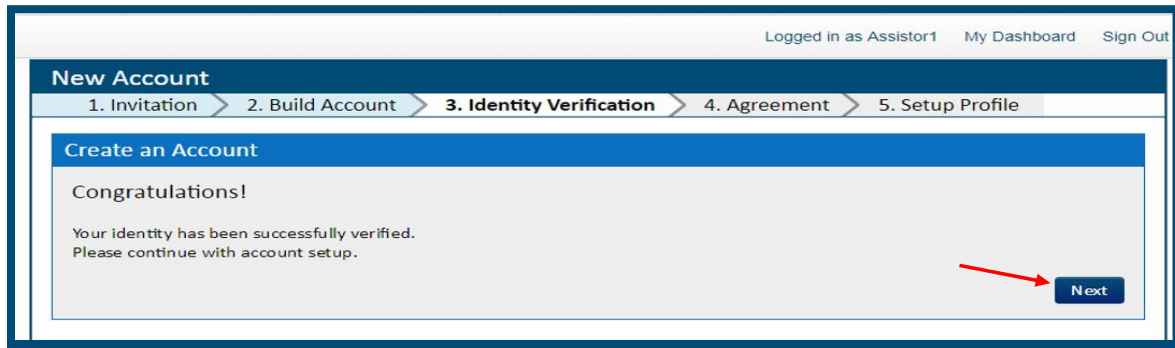 Logged in as Assistor1 My Dashboard Sign Out
New Account
1. Invitation 2. Build Account 3. Identity Verification 4. Agreement 5. Setup Profile
Create an Account
Congratulations!
Your identity has been successfully verified.
Please continue with account setup.
Next